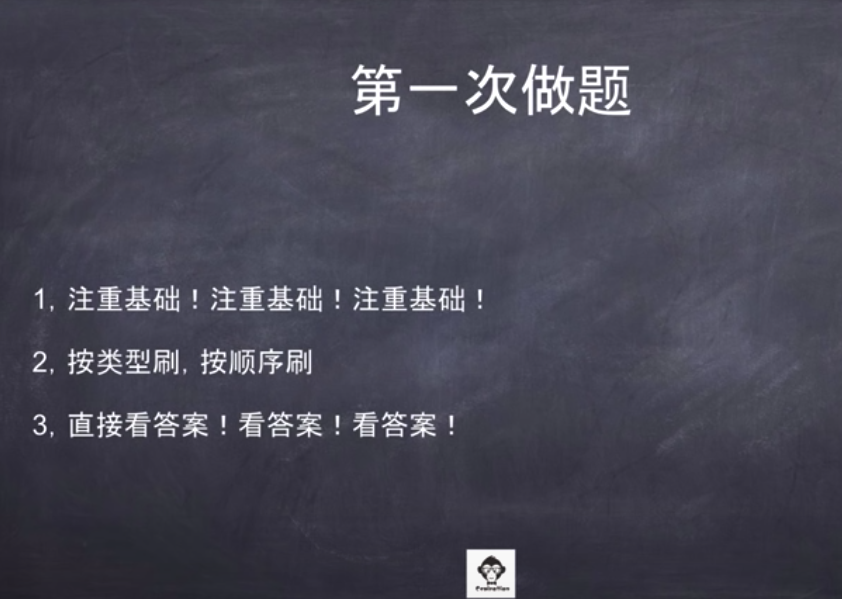 第一次做题
1, 注重基础！注重基础！注重基础！
2, 按类型刷, 按顺序刷
3, 直接看答案！看答案！看答案！